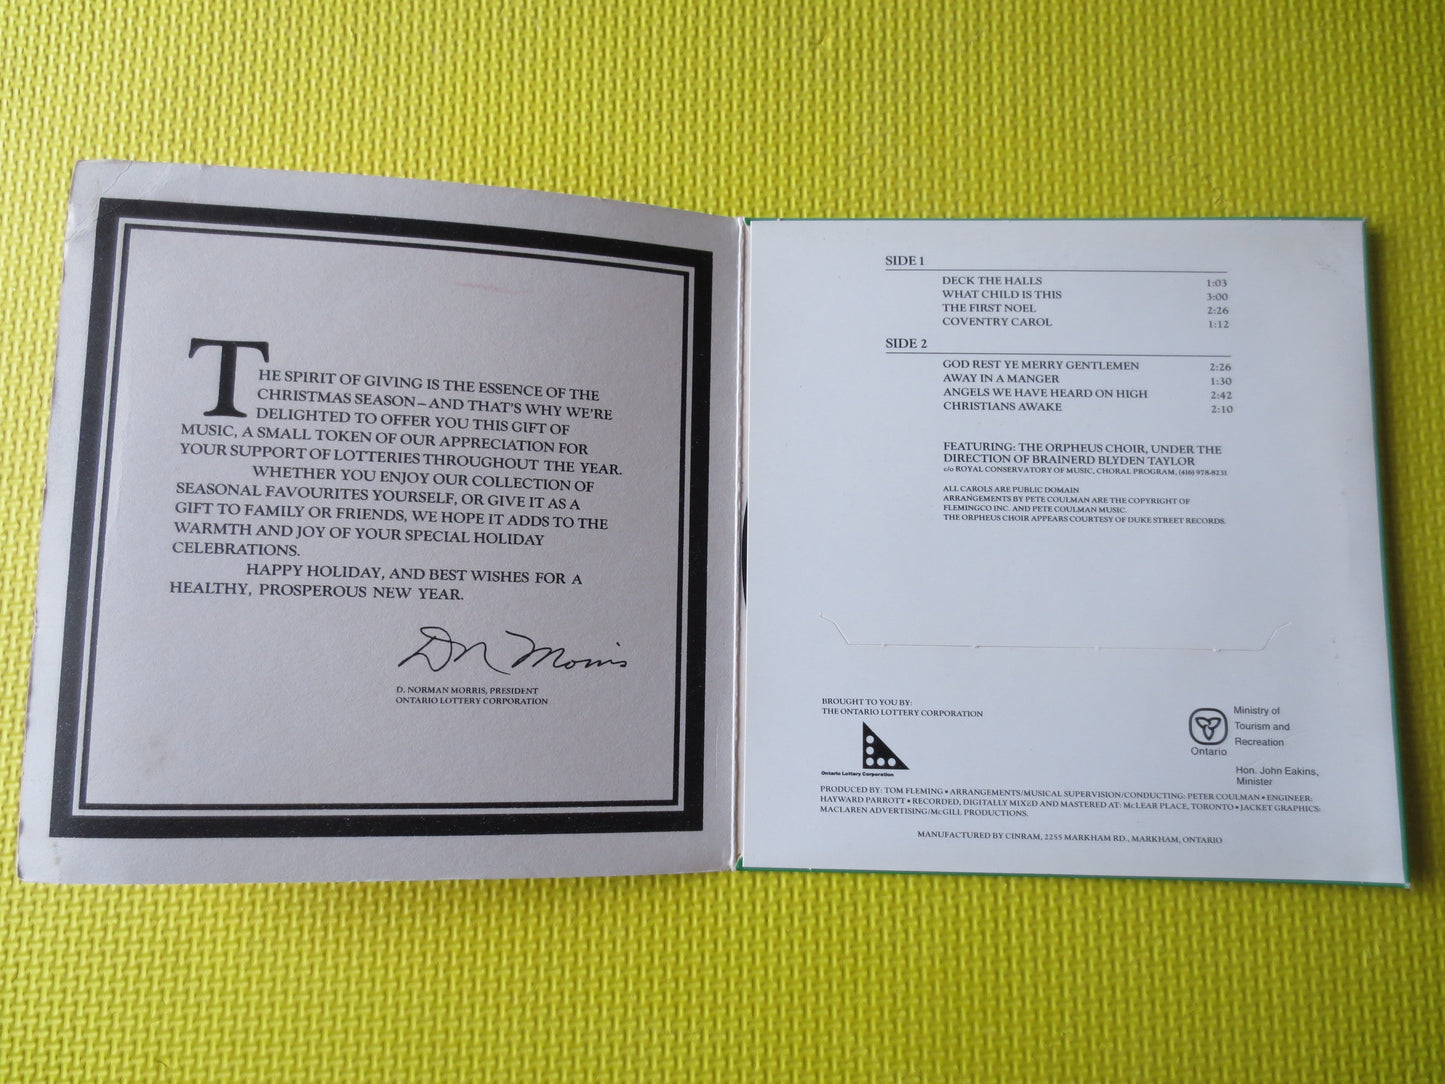 THE SPIRIT OF GIVING IS THE ESSENCE OF THE
CHRISTMAS SEASON–AND THAT'S WHY WE'RE
DELIGHTED TO OFFER YOU THIS GIFT OF
MUSIC, A SMALL TOKEN OF OUR APPRECIATION FOR
YOUR SUPPORT OF LOTTERIES THROUGHOUT THE YEAR.
WHETHER YOU ENJOY OUR COLLECTION OF
SEASONAL FAVOURITES YOURSELF, OR GIVE IT AS A
GIFT TO FAMILY OR FRIENDS, WE HOPE IT ADDS TO THE
WARMTH AND JOY OF YOUR SPECIAL HOLIDAY
CELEBRATIONS.
HAPPY HOLIDAY, AND BEST WISHES FOR A
HEALTHY, PROSPEROUS NEW YEAR.
DN Morris
D. NORMAN MORRIS, PRESIDENT
ONTARIO LOTTERY CORPORATION
SIDE 1
DECK THE HALLS 1:03
WHAT CHILD IS THIS 3:00
THE FIRST NOEL 2:26
COVENTRY CAROL 1:12
SIDE 2
GOD REST YE MERRY GENTLEMEN 2:26
AWAY IN A MANGER 1:30
ANGELS WE HAVE HEARD ON HIGH 2:42
CHRISTIANS AWAKE 2:10
FEATURING: THE ORPHEUS CHOIR, UNDER THE
DIRECTION OF BRAINERD BLYDEN TAYLOR
c/o ROYAL CONSERVATORY OF MUSIC, CHORAL PROGRAM, (416) 978-8231
ALL CAROLS ARE PUBLIC DOMAIN
ARRANGEMENTS BY PETE COULMAN ARE THE COPYRIGHT OF
FLEMINGCO INC. AND PETE COULMAN MUSIC.
THE ORPHEUS CHOIR APPEARS COURTESY OF DUKE STREET RECORDS.
BROUGHT TO YOU BY:
THE ONTARIO LOTTERY CORPORATION
Ontario Lottery Corporation
Ontario
Ministry of
Tourism and
Recreation
Hon. John Eakins,
Minister
PRODUCED BY: TOM FLEMING • ARRANGEMENTS/MUSICAL SUPERVISION/CONDUCTING: PETER COULMAN • ENGINEER:
HAYWARD PARROTT • RECORDED, DIGITALLY MIXED AND MASTERED AT: McLEAR PLACE, TORONTO • JACKET GRAPHICS:
MACLAREN ADVERTISING/McGILL PRODUCTIONS.
MANUFACTURED BY CINRAM, 2255 MARKHAM RD., MARKHAM, ONTARIO